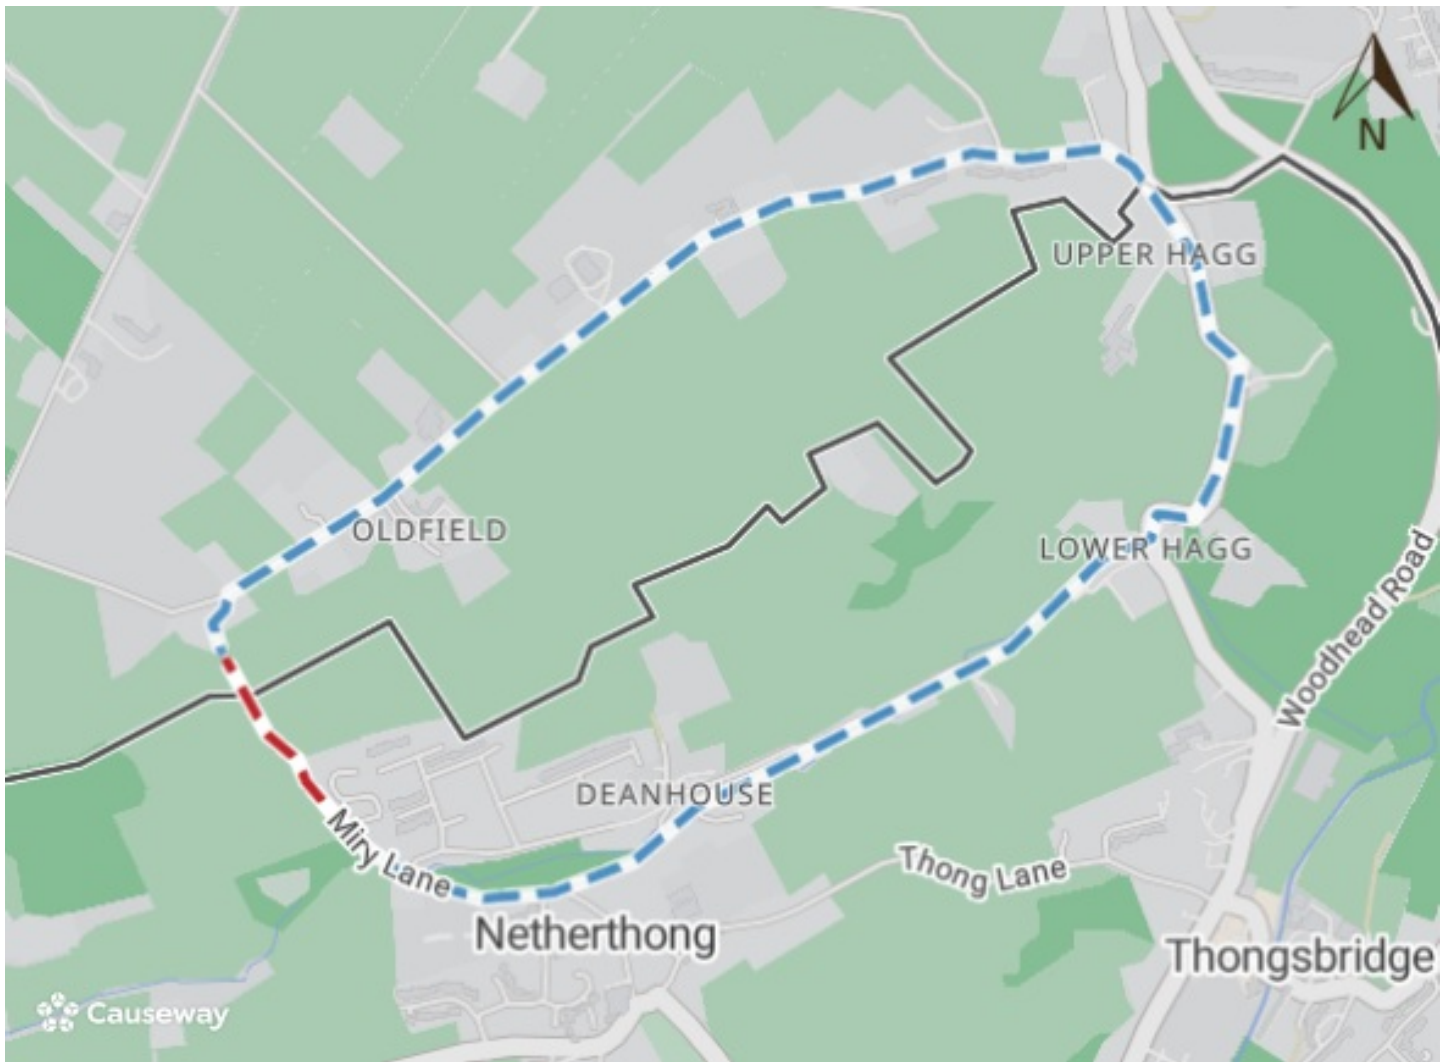 N
UPPER HAGG
OLDFIELD
LOWER HAGG
Woodhead Road
DEANHOUSE
Miry Lane
Thong Lane
Netherthong
Thongsbridge
Causeway